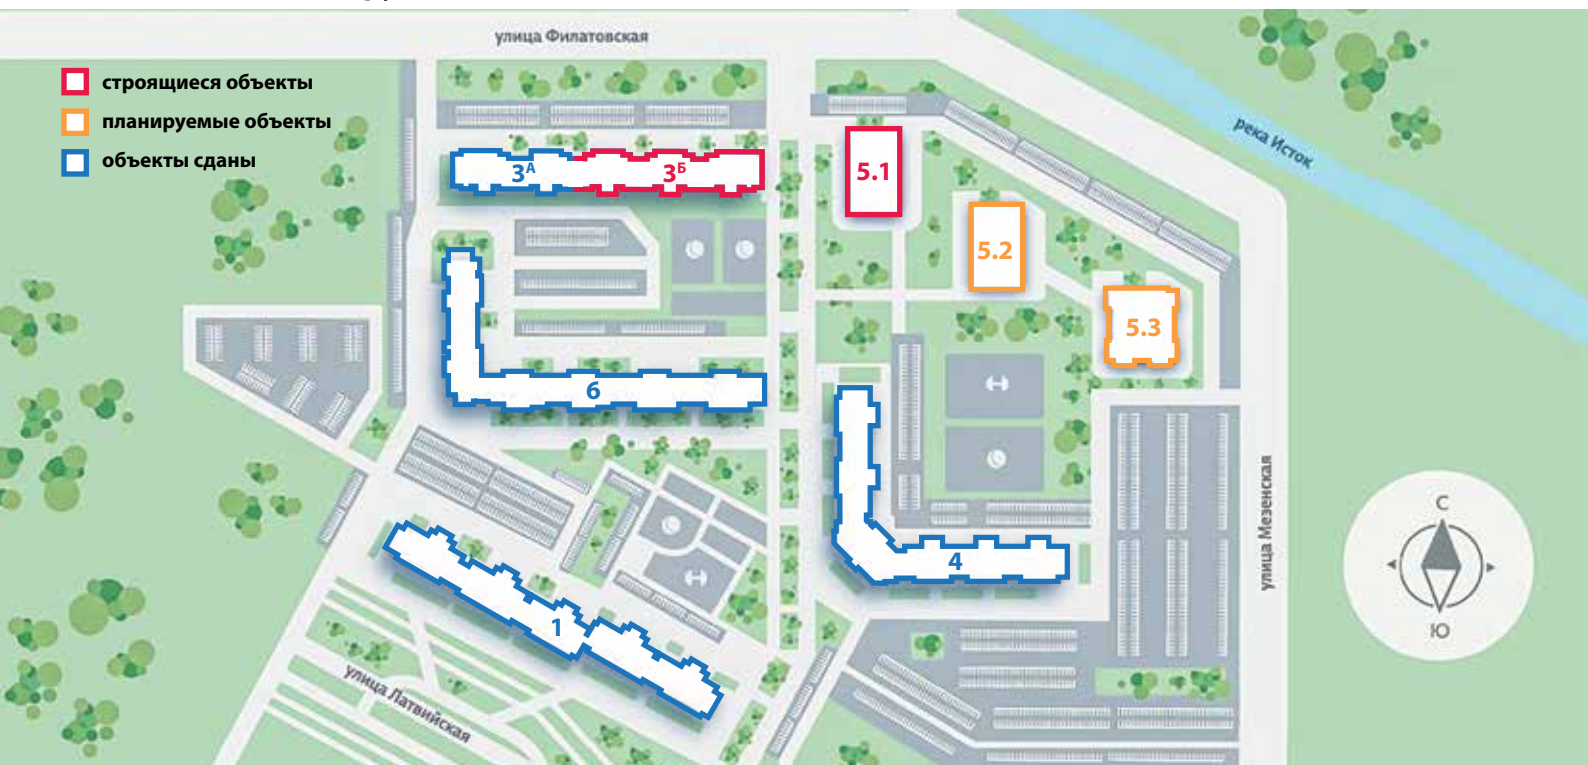 улица Филатовская
строящиеся объекты
планируемые объекты
объекты сданы
река Исток
3А
3Б
5.1
5.2
5.3
6
4
1
улица Мезенская
улица Латвийская
С
Ю